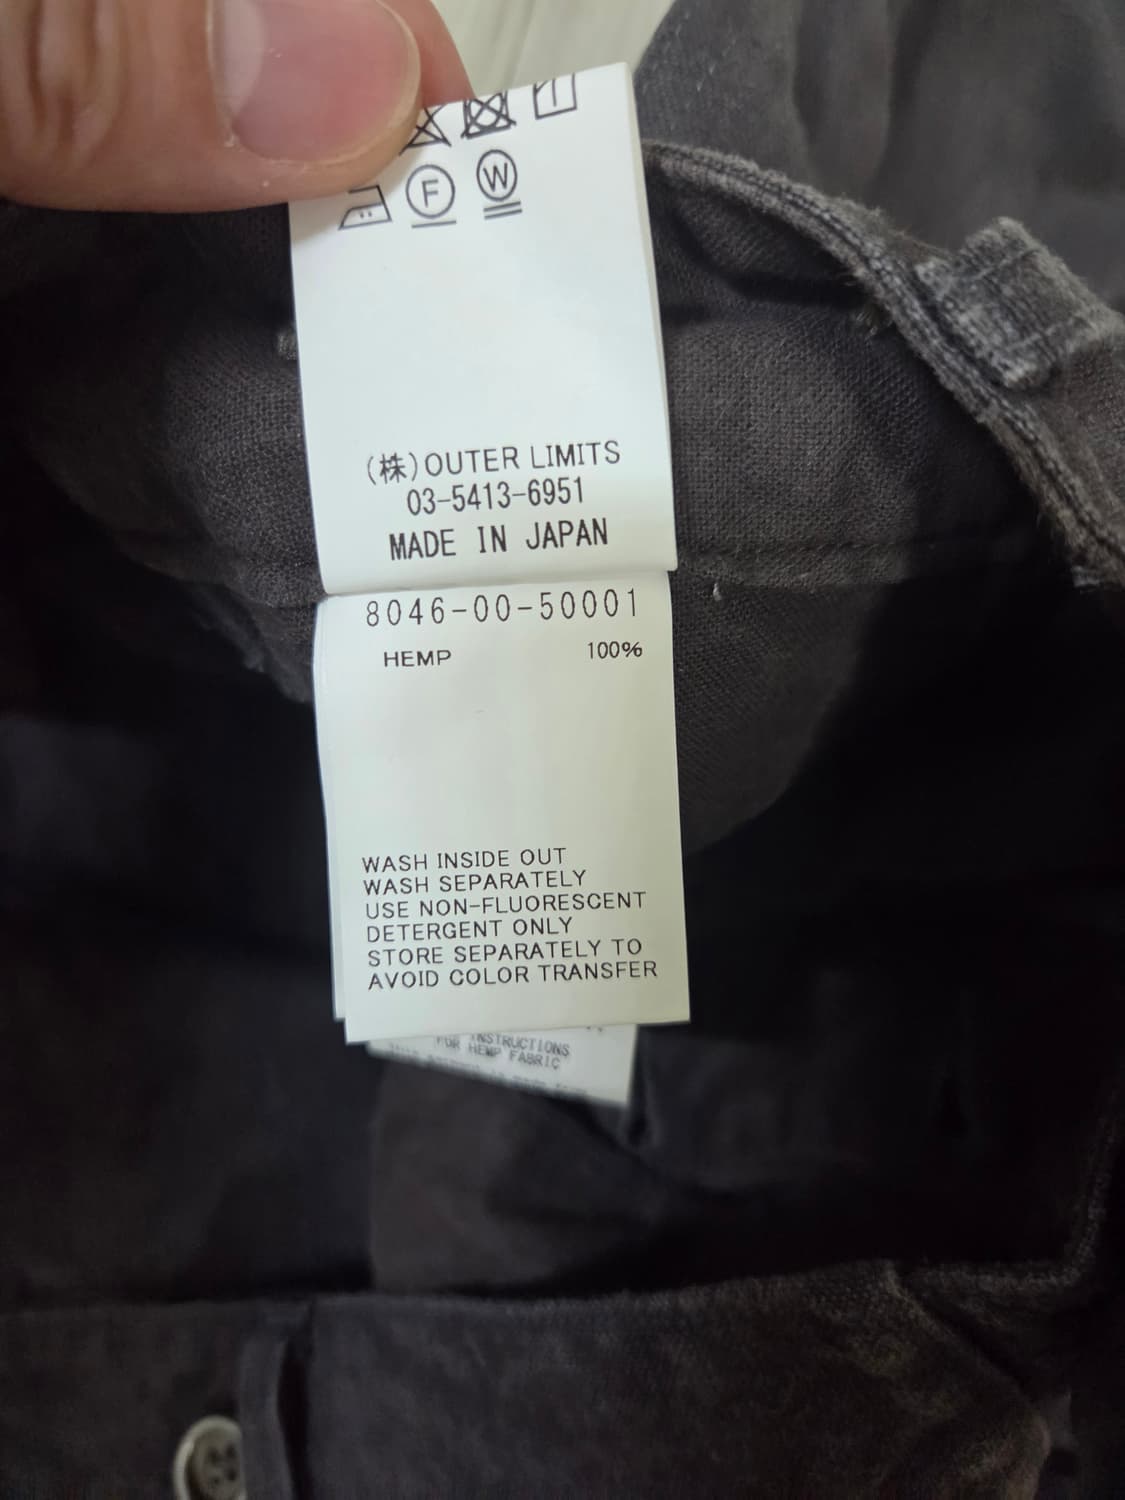 F W
(株)OUTER LIMITS
03-5413-6951
MADE IN JAPAN
8046-00-50001
HEMP 100%
WASH INSIDE OUT
WASH SEPARATELY
USE NON-FLUORESCENT
DETERGENT ONLY
STORE SEPARATELY TO
AVOID COLOR TRANSFER
INSTRUCTIONS
FOR HEMP FABRIC